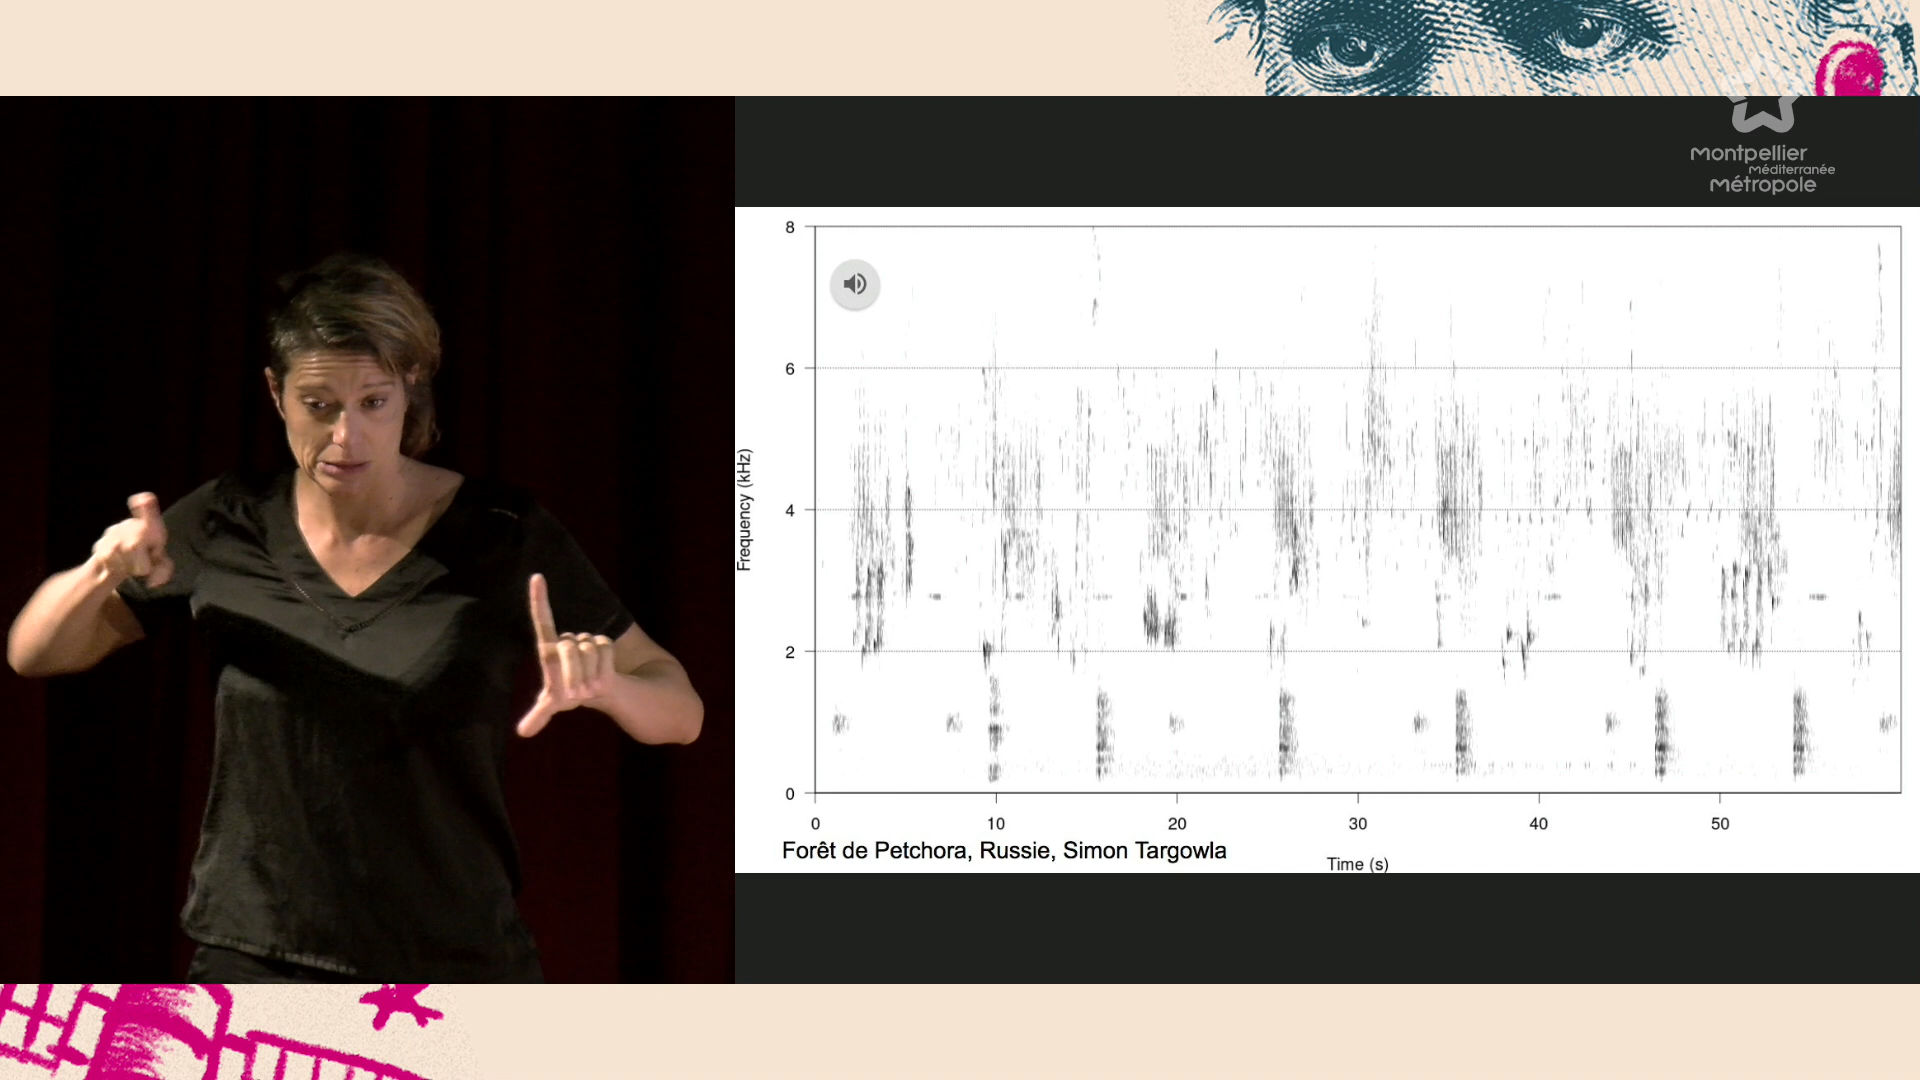 montpellier
méditerranée
métropole
8
6
4
2
0
Frequency (kHz)
0 10 20 30 40 50
Time (s)
Forêt de Petchora, Russie, Simon Targowla